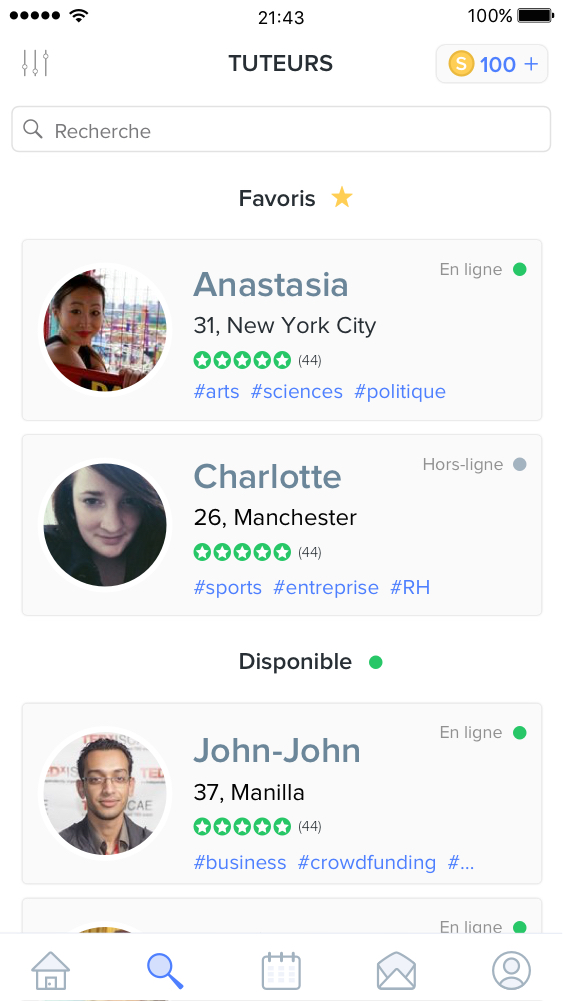 21:43
100%
TUTEURS
S 100 +
Recherche
Favoris
En ligne
Anastasia
31, New York City
(44)
#arts #sciences #politique
Hors-ligne
Charlotte
26, Manchester
(44)
#sports #entreprise #RH
Disponible
En ligne
John-John
37, Manilla
(44)
#business #crowdfunding #...
En ligne